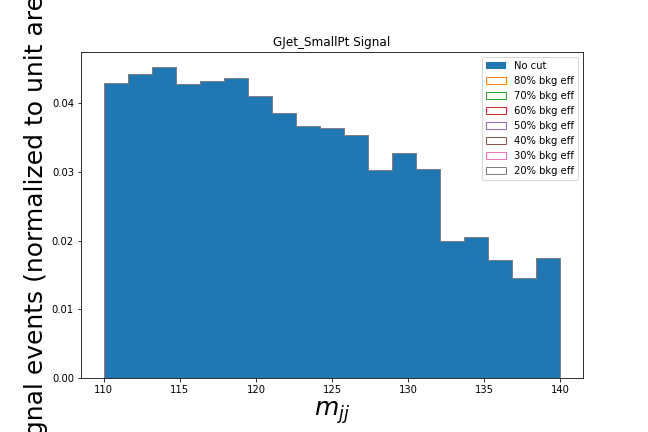 GJet_SmallPt Signal
gnal events (normalized to unit are
0.04
0.03
0.02
0.01
0.00
No cut
80% bkg eff
70% bkg eff
60% bkg eff
50% bkg eff
40% bkg eff
30% bkg eff
20% bkg eff
110
115
120
125
130
135
140
m_jj